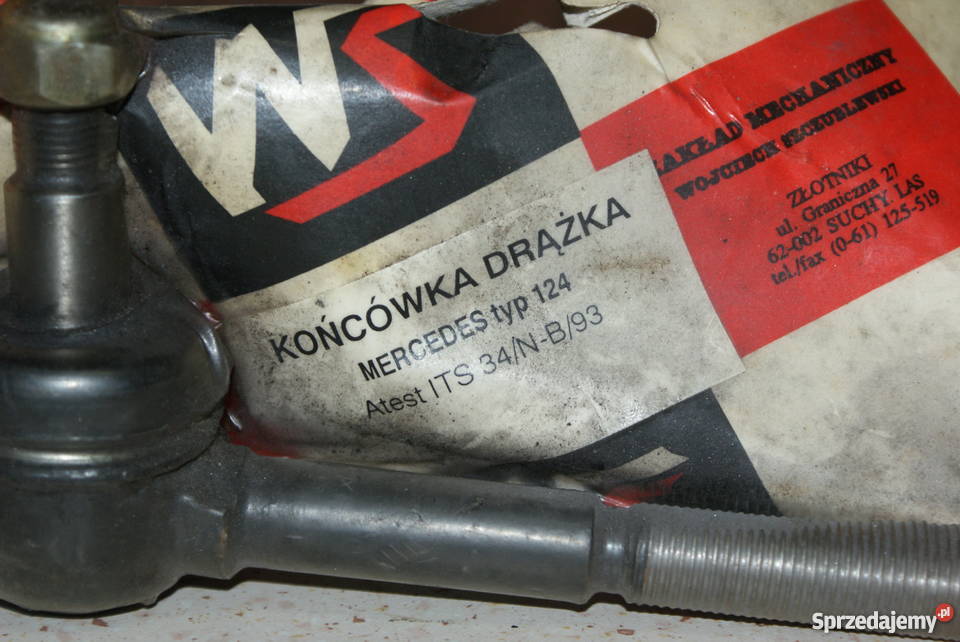 WS
ZAKŁAD MECHANICZNY
WOJCIECH SZCHUBLEWSKI
ZŁOTNIKI
ul. Graniczna 27
62-002 SUCHY LAS
tel./fax (0-61) 125-519
KOŃCÓWKA DRĄŻKA
MERCEDES typ 124
Atest ITS 34/N-B/93
Sprzedajemy.pl